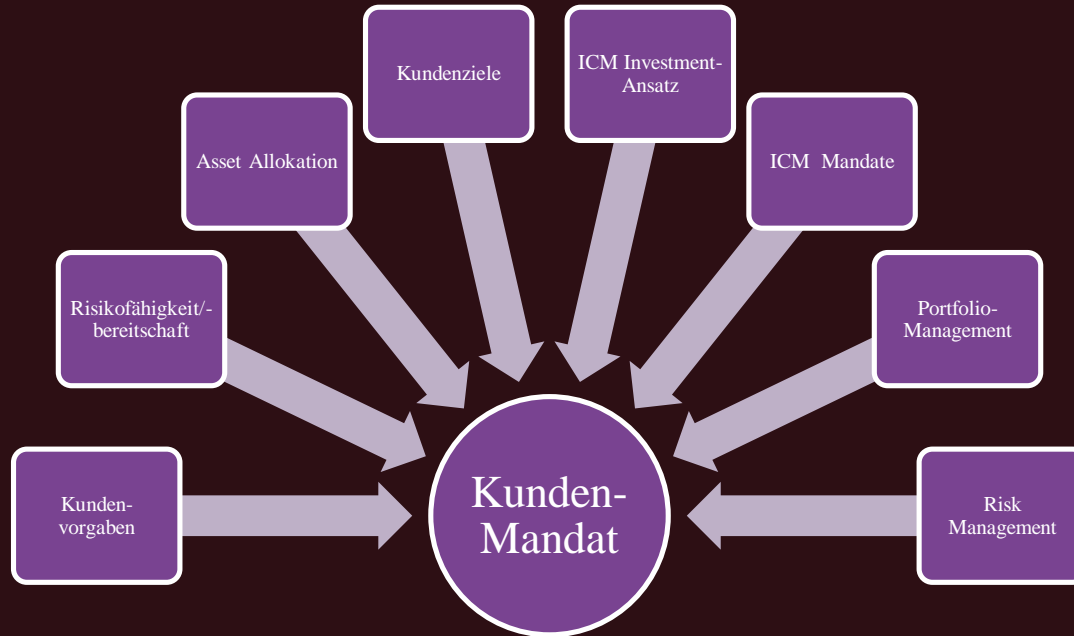 Kunden-
vorgaben
Risikofähigkeit/-
bereitschaft
Asset Allokation
Kundenziele
ICM Investment-
Ansatz
ICM Mandate
Portfolio-
Management
Risk
Management
Kunden-
Mandat